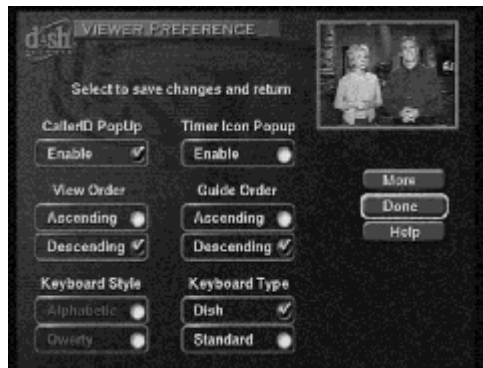 dish VIEWER PREFERENCE
NETWORK
Select to save changes and return
CallerID PopUp Timer Icon Popup
Enable Enable
View Order Guide Order
Ascending Ascending
Descending Descending
Keyboard Style Keyboard Type
Alphabetic Dish
Qwerty Standard
More
Done
Help